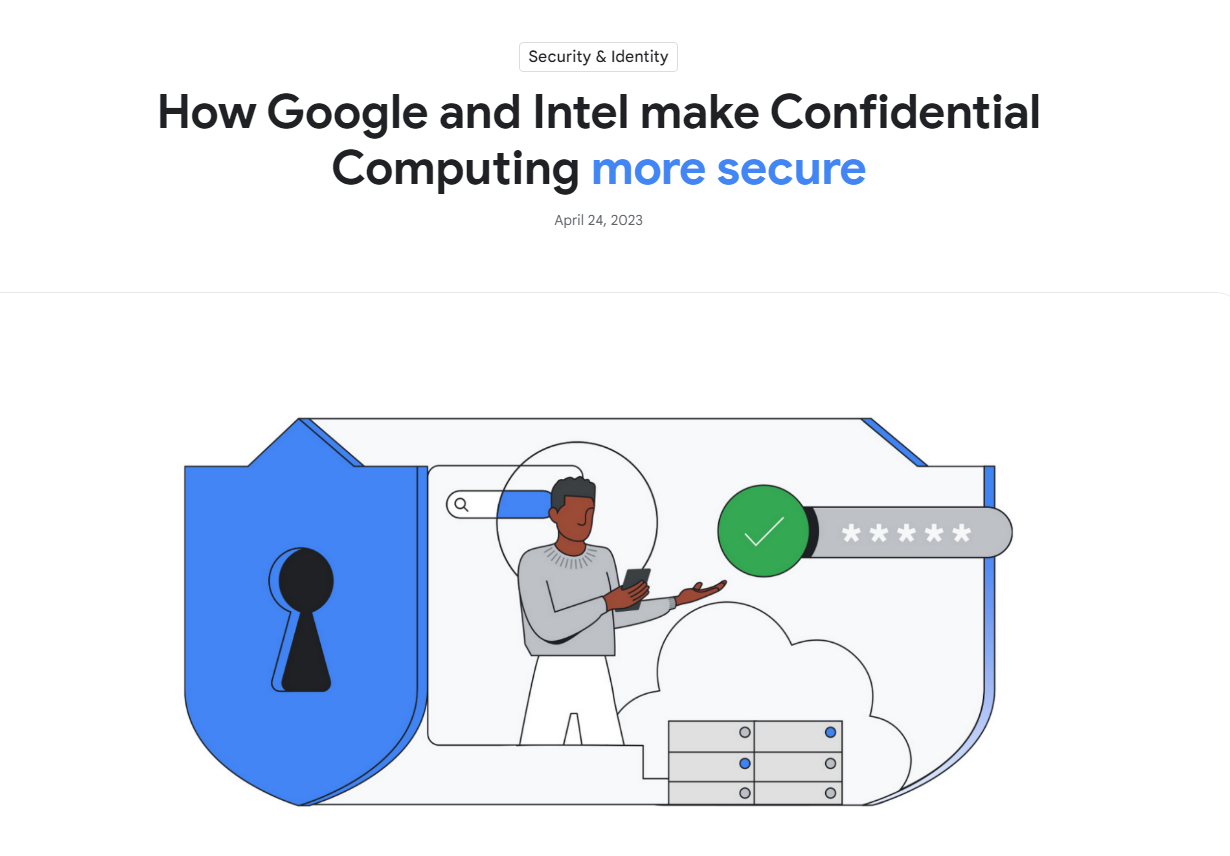 Security & Identity
How Google and Intel make Confidential
Computing more secure
April 24, 2023
*****